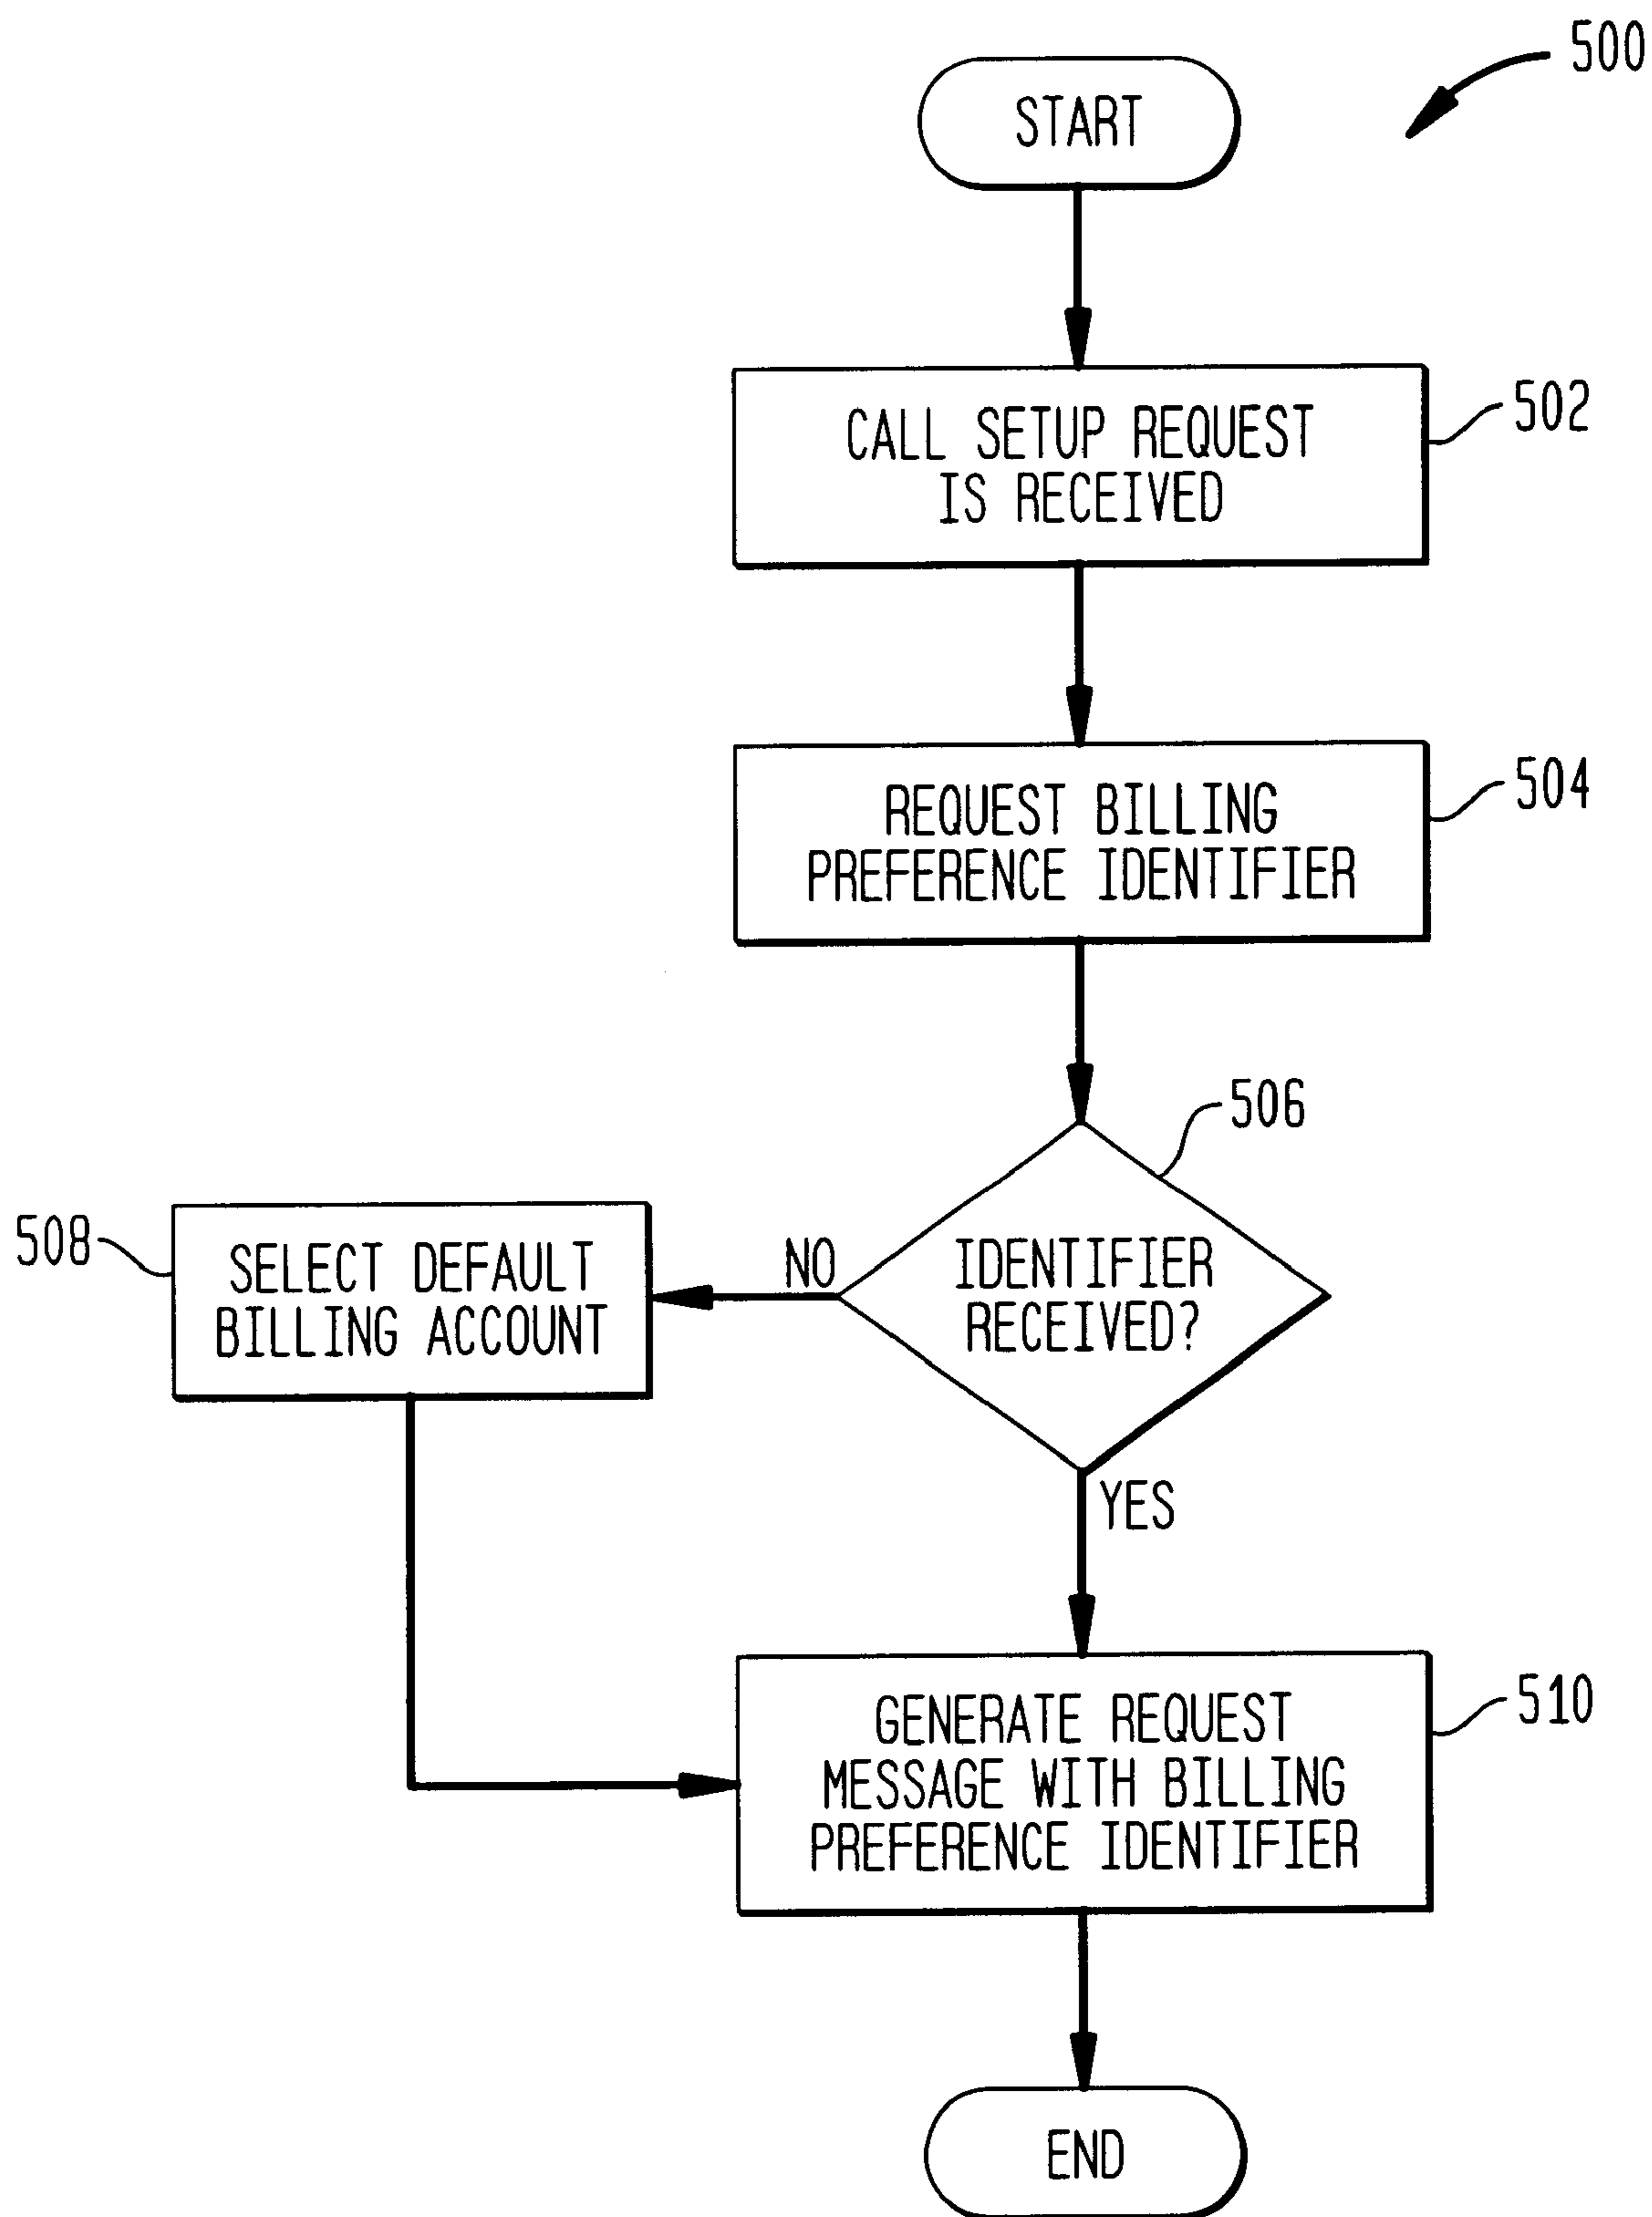 500
START
CALL SETUP REQUEST
IS RECEIVED
502
REQUEST BILLING
PREFERENCE IDENTIFIER
504
506
IDENTIFIER
RECEIVED?
NO
508
SELECT DEFAULT
BILLING ACCOUNT
YES
GENERATE REQUEST
MESSAGE WITH BILLING
PREFERENCE IDENTIFIER
510
END